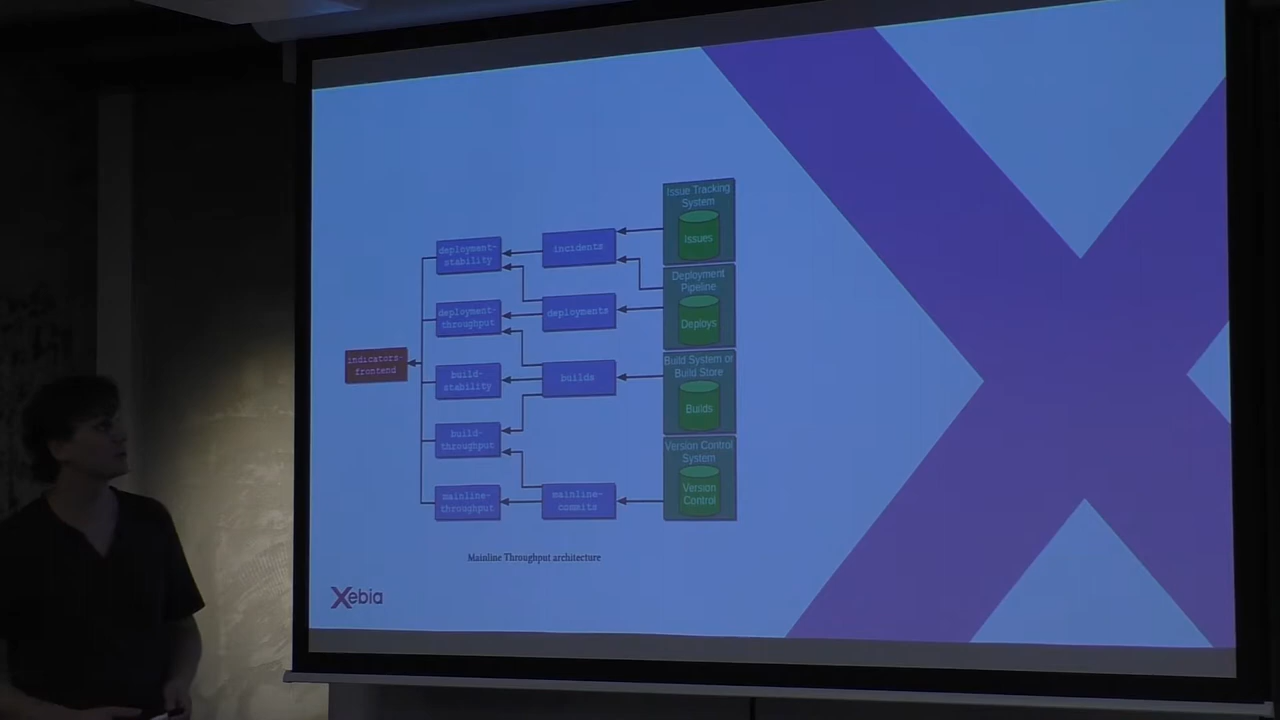 Issue Tracking
System
Issues
deployment-
stability
incidents
Deployment
Pipeline
Deploys
deployment-
throughput
deployments
indicators-
frontend
build-
stability
builds
Build System or
Build Store
Builds
build-
throughput
Version Control
System
Version
Control
mainline-
throughput
mainline-
commits
Mainline Throughput architecture
Xebia